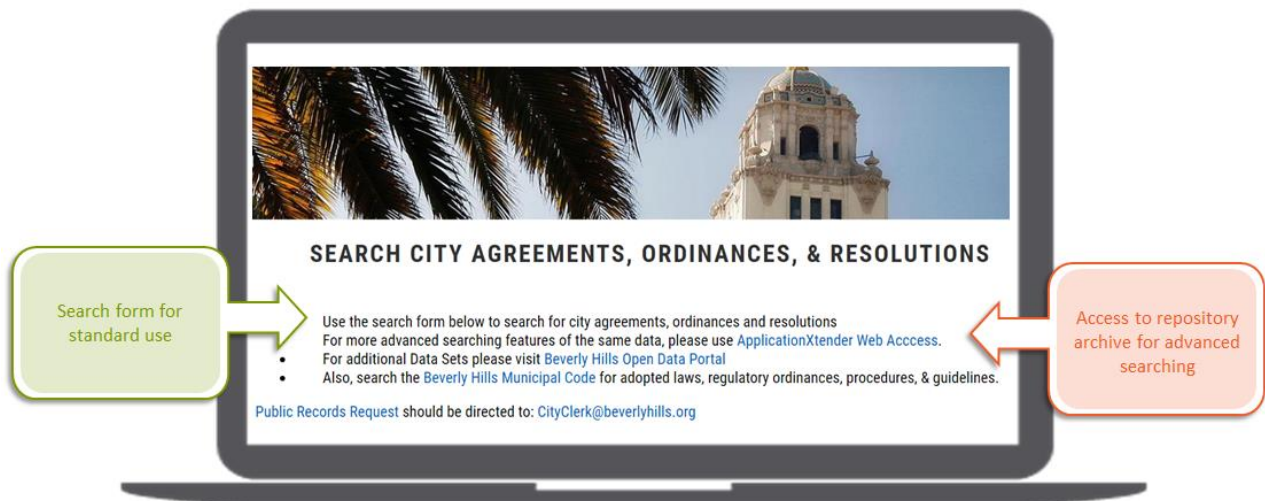 SEARCH CITY AGREEMENTS, ORDINANCES, & RESOLUTIONS
Search form for
standard use
Use the search form below to search for city agreements, ordinances and resolutions
For more advanced searching features of the same data, please use ApplicationXtender Web Acccess.
• For additional Data Sets please visit Beverly Hills Open Data Portal
• Also, search the Beverly Hills Municipal Code for adopted laws, regulatory ordinances, procedures, & guidelines.
Public Records Request should be directed to: CityClerk@beverlyhills.org
Access to repository
archive for advanced
searching